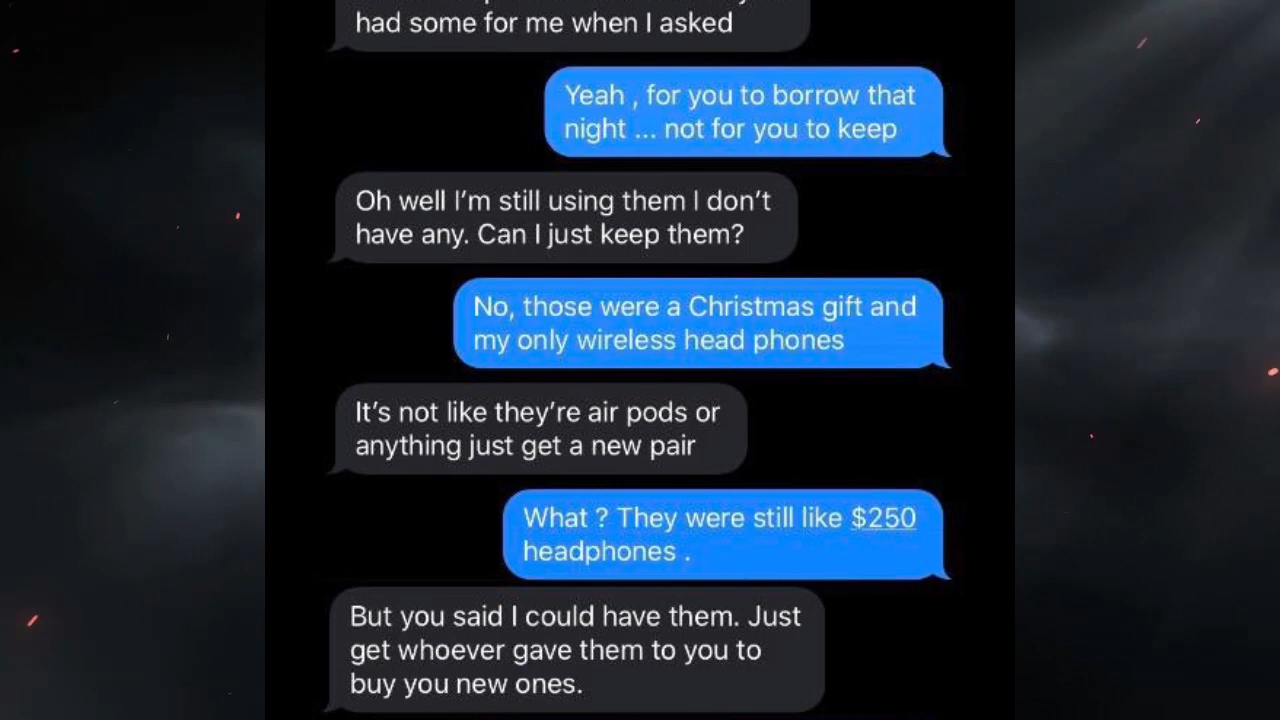 had some for me when I asked
Yeah , for you to borrow that
night ... not for you to keep
Oh well I’m still using them I don’t
have any. Can I just keep them?
No, those were a Christmas gift and
my only wireless head phones
It’s not like they’re air pods or
anything just get a new pair
What ? They were still like $250
headphones .
But you said I could have them. Just
get whoever gave them to you to
buy you new ones.